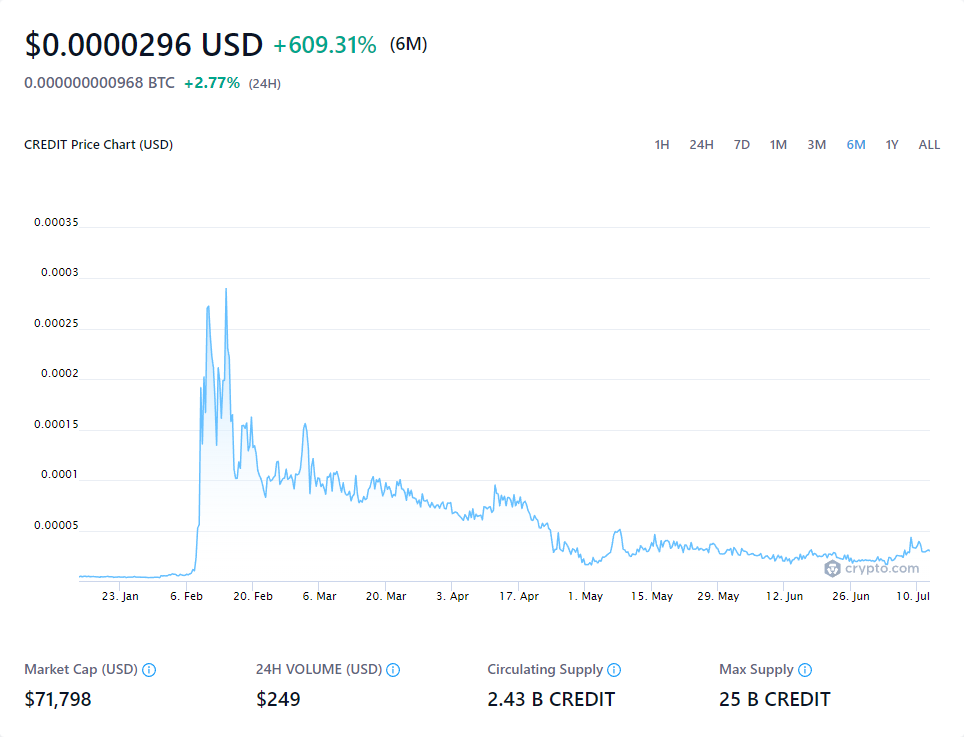 $0.0000296 USD +609.31% (6M)
0.000000000968 BTC +2.77% (24H)
CREDIT Price Chart (USD) 1H 24H 7D 1M 3M 6M 1Y ALL
0.00035
0.0003
0.00025
0.0002
0.00015
0.0001
0.00005
crypto.com
23. Jan 6. Feb 20. Feb 6. Mar 20. Mar 3. Apr 17. Apr 1. May 15. May 29. May 12. Jun 26. Jun 10. Jul
Market Cap (USD) 24H VOLUME (USD) Circulating Supply Max Supply
$71,798 $249 2.43 B CREDIT 25 B CREDIT